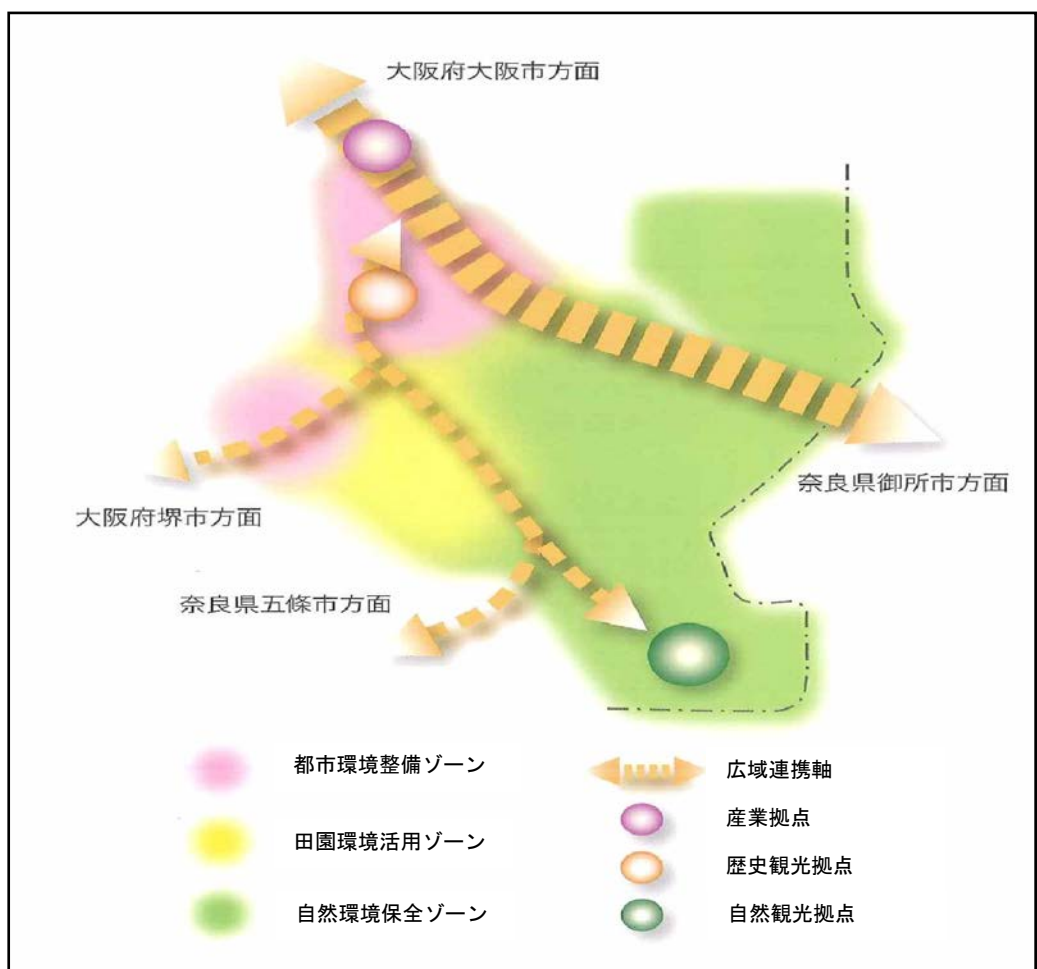 大阪府大阪市方面
奈良県御所市方面
大阪府堺市方面
奈良県五條市方面
都市環境整備ゾーン
田園環境活用ゾーン
自然環境保全ゾーン
広域連携軸
産業拠点
歴史観光拠点
自然観光拠点